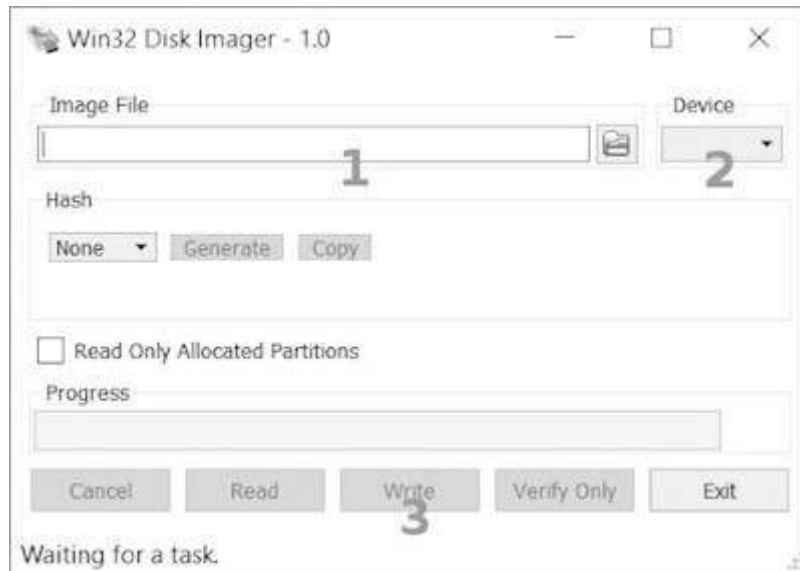 Win32 Disk Imager - 1.0
Image File
Device
1
2
Hash
None
Generate
Copy
Read Only Allocated Partitions
Progress
Cancel
Read
Write
Verify Only
Exit
3
Waiting for a task.